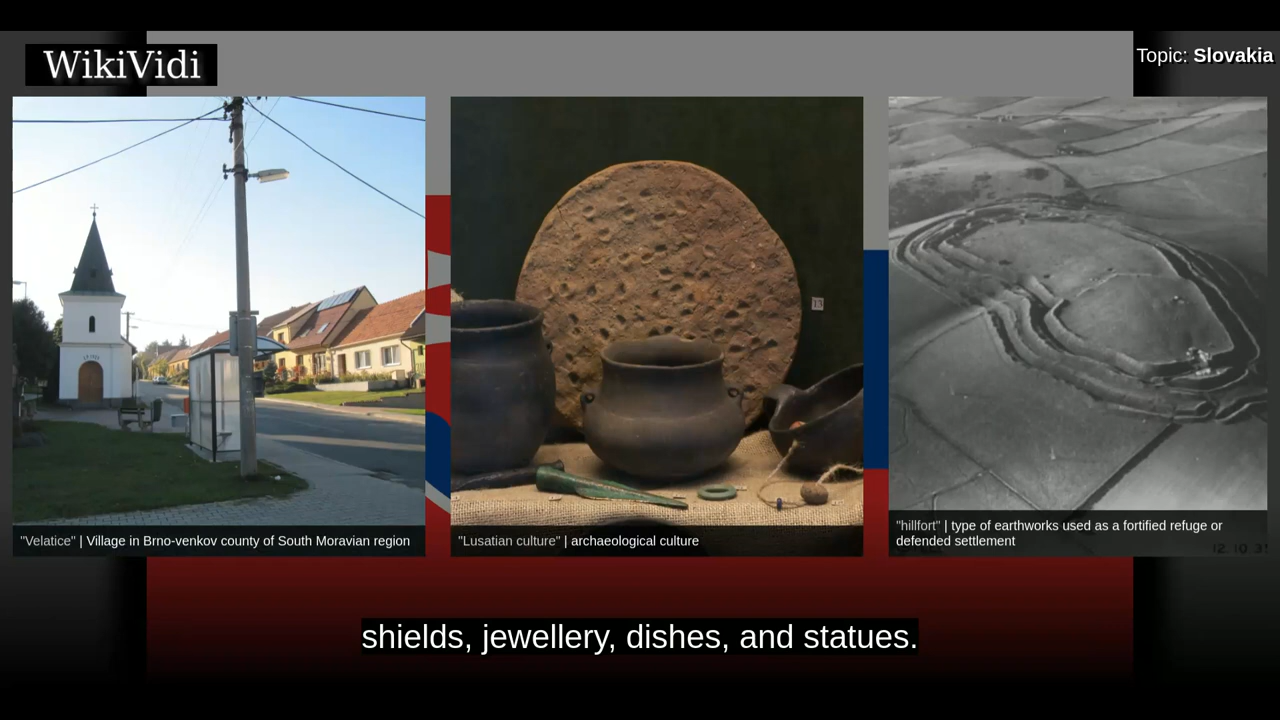 WikiVidi
Topic: Slovakia
"Velatice" | Village in Brno-venkov county of South Moravian region
13
"Lusatian culture" | archaeological culture
"hillfort" | type of earthworks used as a fortified refuge or
defended settlement
shields, jewellery, dishes, and statues.